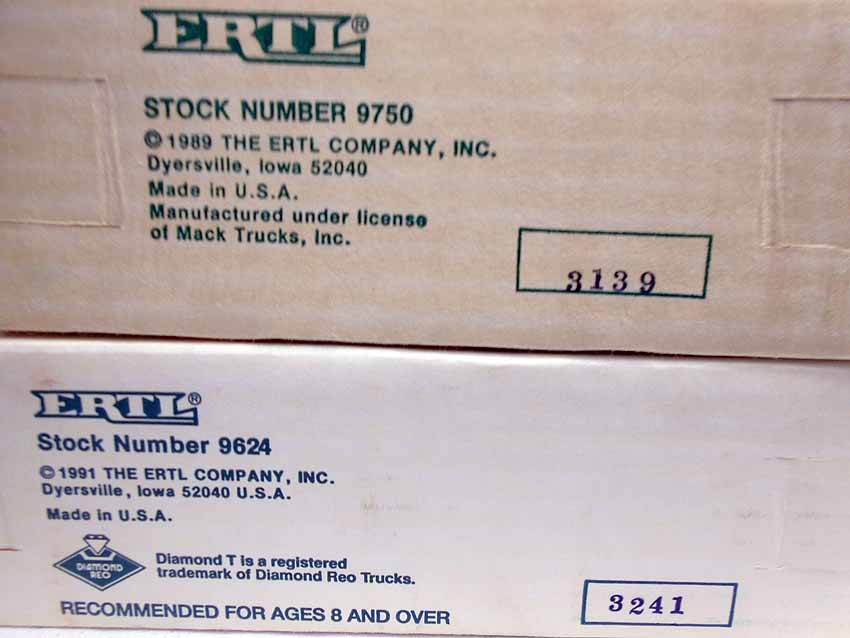 ERTL®
STOCK NUMBER 9750
©1989 THE ERTL COMPANY, INC.
Dyersville, Iowa 52040
Made in U.S.A.
Manufactured under license
of Mack Trucks, Inc.
3139
ERTL®
Stock Number 9624
©1991 THE ERTL COMPANY, INC.
Dyersville, Iowa 52040 U.S.A.
Made in U.S.A.
DIAMOND
REO
Diamond T is a registered
trademark of Diamond Reo Trucks.
RECOMMENDED FOR AGES 8 AND OVER
3241